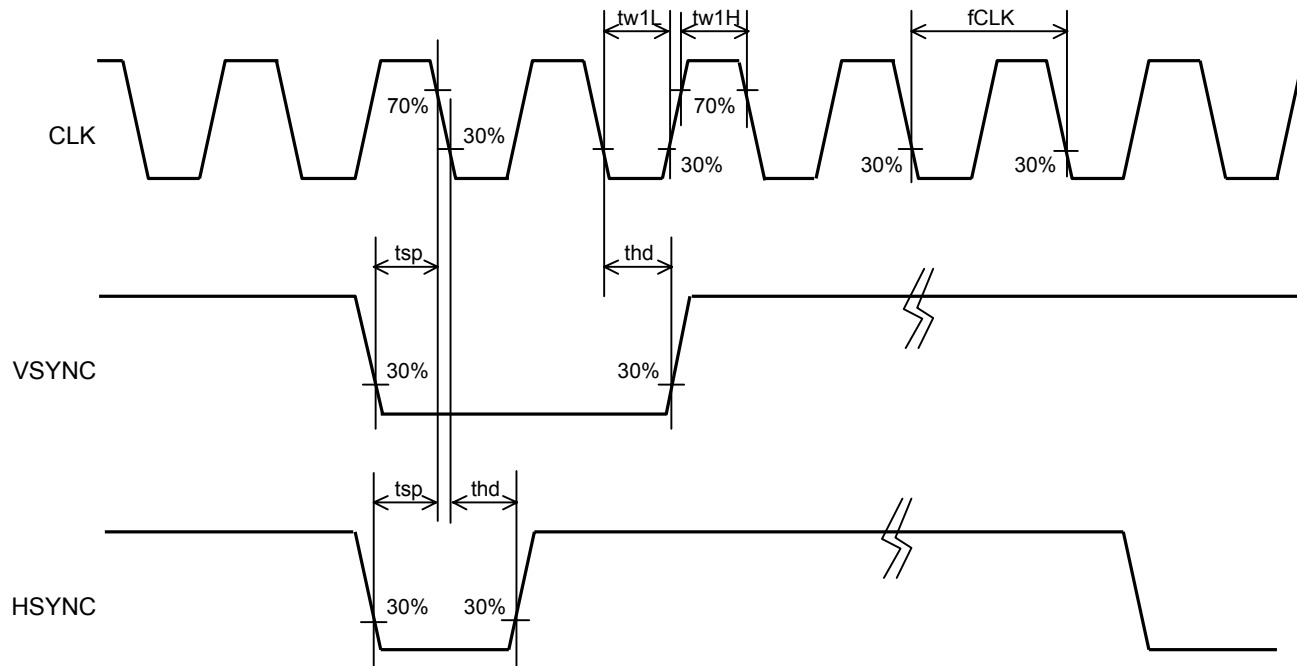 tw1L tw1H fCLK
CLK
70% 30% 70%
30% 30% 30%
tsp thd
VSYNC
30% 30%
tsp thd
HSYNC
30% 30%